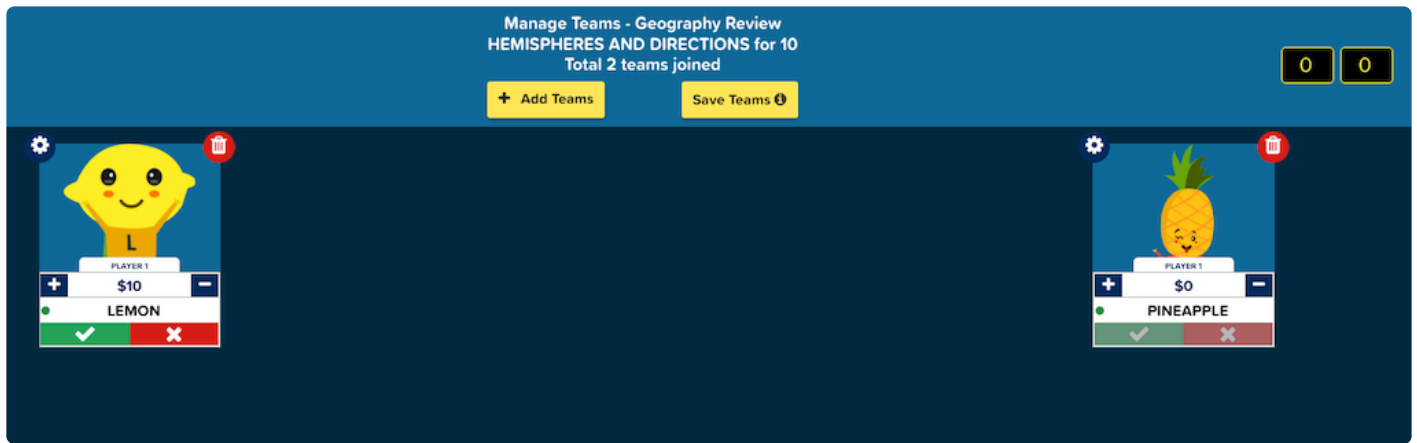 Manage Teams - Geography Review
HEMISPHERES AND DIRECTIONS for 10
Total 2 teams joined
+ Add Teams
Save Teams
0 0
L
PLAYER 1
+ $10 −
LEMON
PLAYER 1
+ $0 −
PINEAPPLE